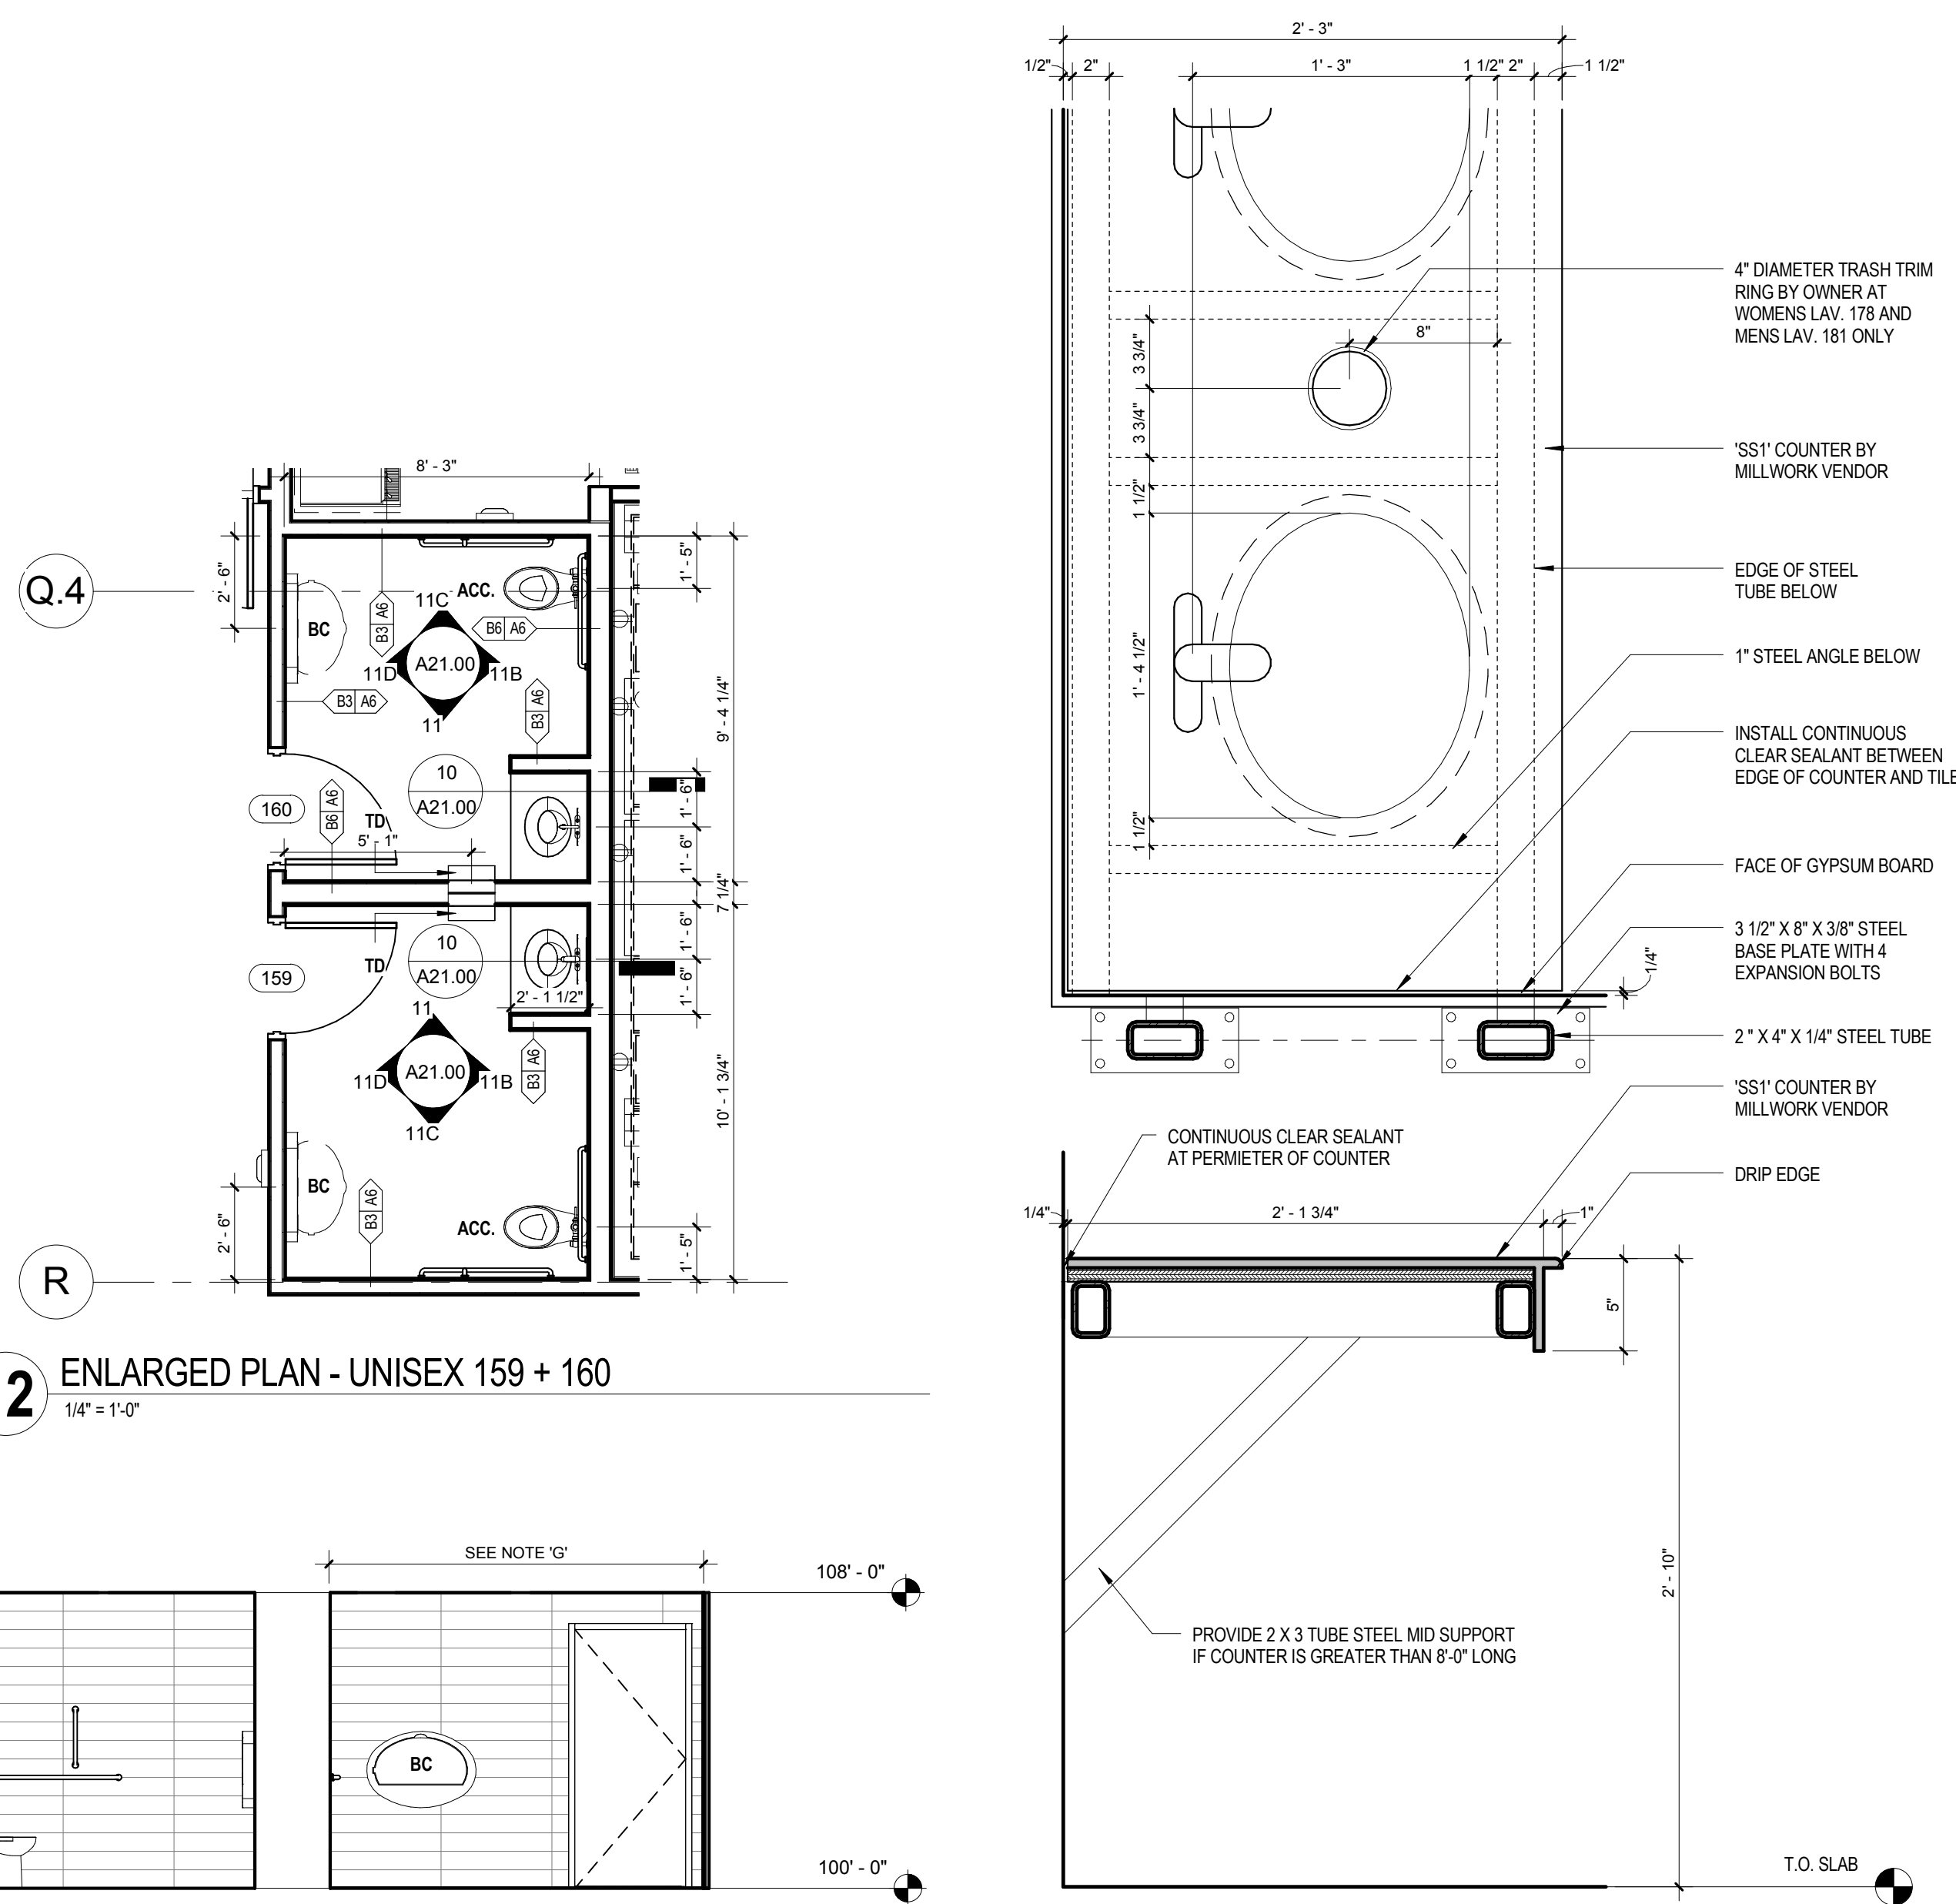 2' - 3"
1/2"
2"
1' - 3"
1 1/2"
2"
1 1/2"
4" DIAMETER TRASH TRIM
RING BY OWNER AT
WOMENS LAV. 178 AND
MENS LAV. 181 ONLY
8"
3 3/4"
3 3/4"
1 1/2"
1' - 4 1/2"
1 1/2"
'SS1' COUNTER BY
MILLWORK VENDOR
EDGE OF STEEL
TUBE BELOW
1" STEEL ANGLE BELOW
INSTALL CONTINUOUS
CLEAR SEALANT BETWEEN
EDGE OF COUNTER AND TILE
FACE OF GYPSUM BOARD
3 1/2" X 8" X 3/8" STEEL
BASE PLATE WITH 4
EXPANSION BOLTS
1/4"
2 " X 4" X 1/4" STEEL TUBE
'SS1' COUNTER BY
MILLWORK VENDOR
CONTINUOUS CLEAR SEALANT
AT PERMIETER OF COUNTER
DRIP EDGE
1/4"
2' - 1 3/4"
1"
5"
2' - 10"
PROVIDE 2 X 3 TUBE STEEL MID SUPPORT
IF COUNTER IS GREATER THAN 8'-0" LONG
T.O. SLAB
8' - 3"
Q.4
2' - 6"
1' - 5"
ACC.
BC
B3 A6
11C
B6 A6
A21.00
11D
11B
11
B3 A6
B3 A6
9' - 4 1/4"
10
A21.00
160
B6 A6
TD
5' - 1"
1' - 6"
1' - 6"
7 1/4"
1' - 6"
1' - 6"
10
A21.00
159
TD
2' - 1 1/2"
11
11D
A21.00
11B
11C
B3 A6
10' - 1 3/4"
BC
B3 A6
ACC.
2' - 6"
1' - 5"
R
2
ENLARGED PLAN - UNISEX 159 + 160
1/4" = 1'-0"
SEE NOTE 'G'
108' - 0"
BC
100' - 0"